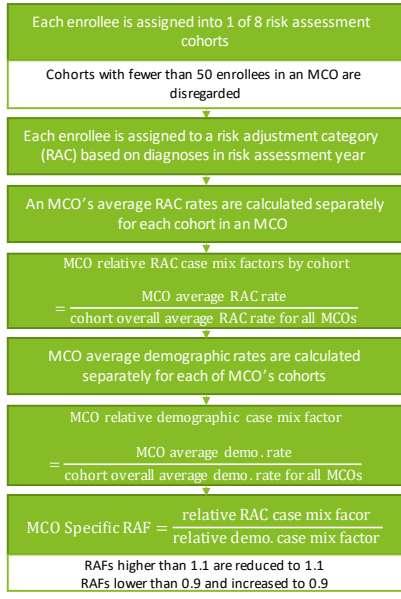 Each enrollee is assigned into 1 of 8 risk assessment
cohorts
Cohorts with fewer than 50 enrollees in an MCO are
disregarded
Each enrollee is assigned to a risk adjustment category
(RAC) based on diagnoses in risk assessment year
An MCO's average RAC rates are calculated separately
for each cohort in an MCO
MCO relative RAC case mix factors by cohort
= MCO average RAC rate / cohort overall average RAC rate for all MCOs
MCO average demographic rates are calculated
separately for each of MCO's cohorts
MCO relative demographic case mix factor
= MCO average demo. rate / cohort overall average demo. rate for all MCOs
MCO Specific RAF = relative RAC case mix facor / relative demo. case mix factor
RAFs higher than 1.1 are reduced to 1.1
RAFs lower than 0.9 and increased to 0.9